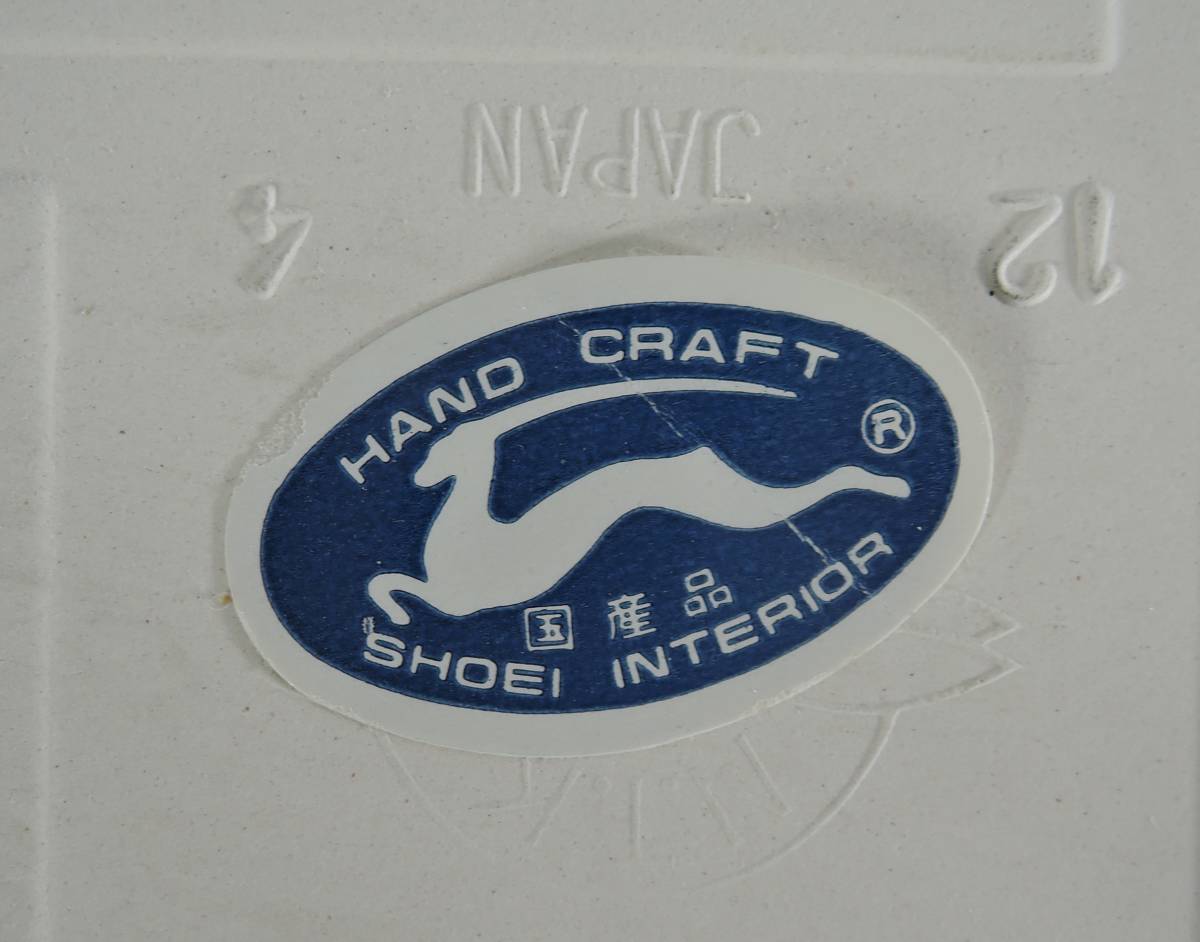 JAPAN
4
12
HAND CRAFT
®
国産品
SHOEI INTERIOR